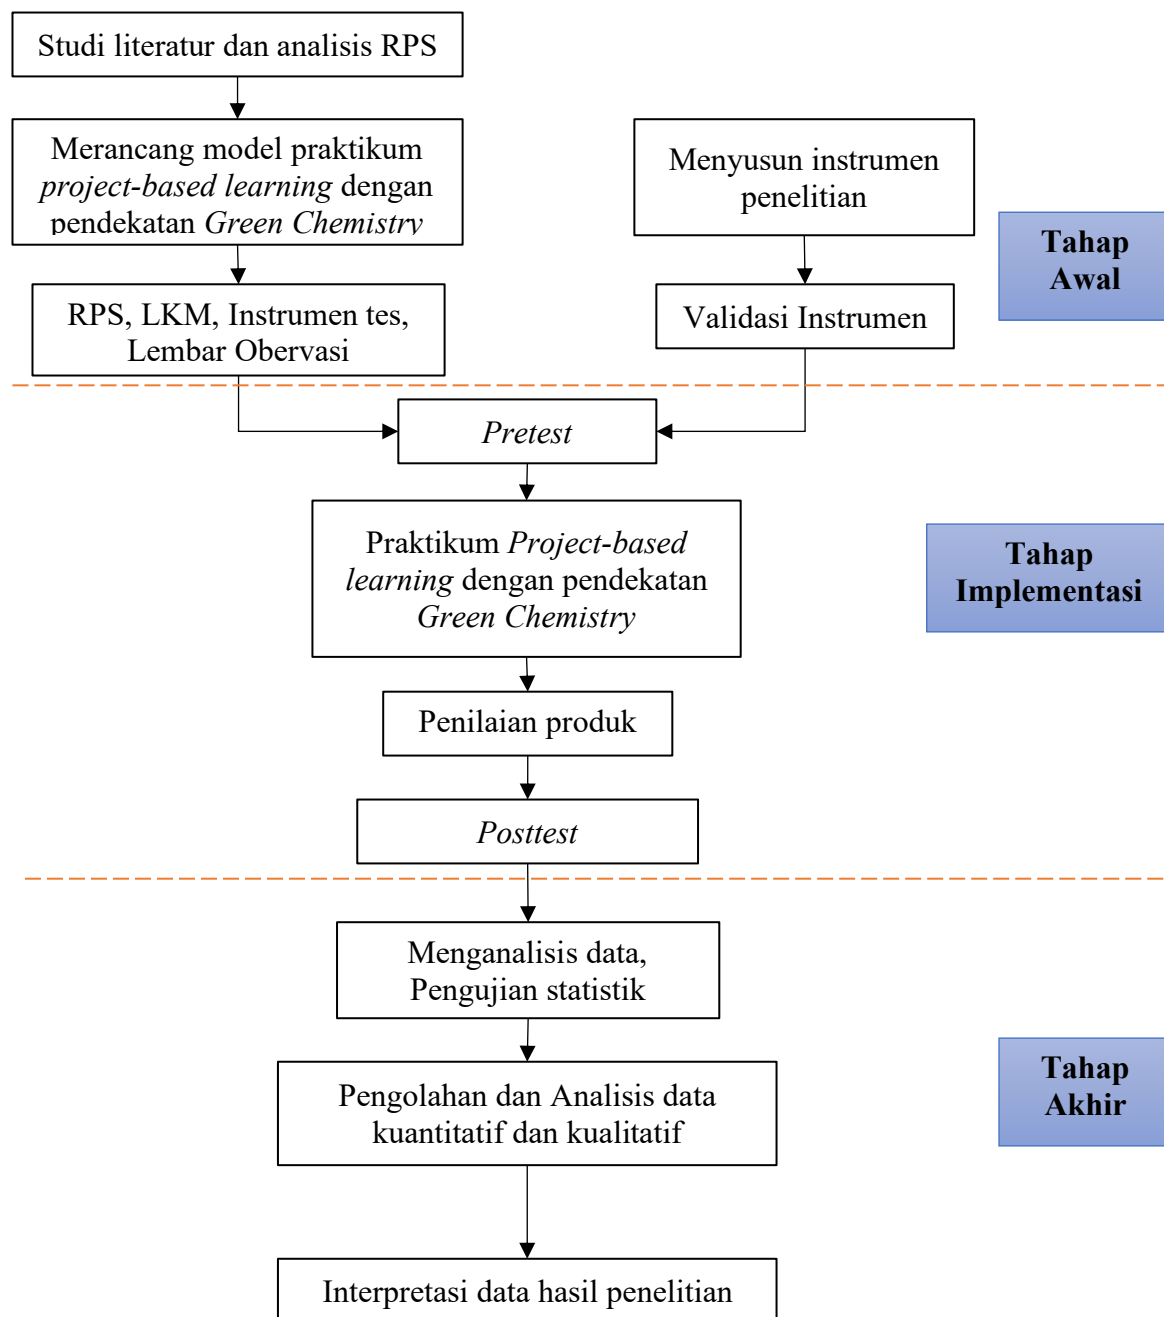 Studi literatur dan analisis RPS
Merancang model praktikum
project-based learning dengan
pendekatan Green Chemistry
Menyusun instrumen
penelitian
Tahap
Awal
RPS, LKM, Instrumen tes,
Lembar Obervasi
Validasi Instrumen
Pretest
Praktikum Project-based
learning dengan pendekatan
Green Chemistry
Tahap
Implementasi
Penilaian produk
Posttest
Menganalisis data,
Pengujian statistik
Pengolahan dan Analisis data
kuantitatif dan kualitatif
Tahap
Akhir
Interpretasi data hasil penelitian